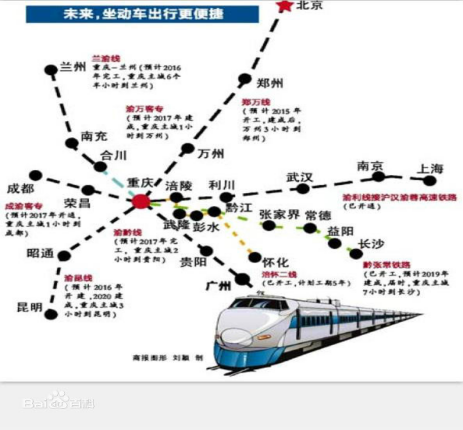 未来,坐动车出行更便捷
北京
兰渝线
兰州
重庆-兰州(预计2016
年完工,重庆主城6个
半小时到兰州)
郑州
渝万客专
(预计2017年建
成,重庆主城1小
时到万州)
郑万线
(预计2015年
开工,建成后,
万州3小时到
郑州)
南充
合川
万州
成都
荣昌
重庆
涪陵
利川
武汉
南京
上海
渝利线接沪汉渝蓉高速铁路
(已开通)
成渝客专
(预计2017年开通,
重庆主城1小时到
成都)
武隆
彭水
黔江
张家界
常德
益阳
长沙
渝黔线
(预计2017年完
工,重庆主城2
小时到贵阳)
昭通
贵阳
怀化
黔张常铁路
(已开工,预计2019年
建成,届时,重庆主城
7小时到长沙)
渝昆线
(预计2016年
开建,2020建
成,重庆主城3
小时到昆明)
广州
涪怀二线
(已开工,计划工期5年)
昆明
商报图形 刘颖 制
Baidu百科